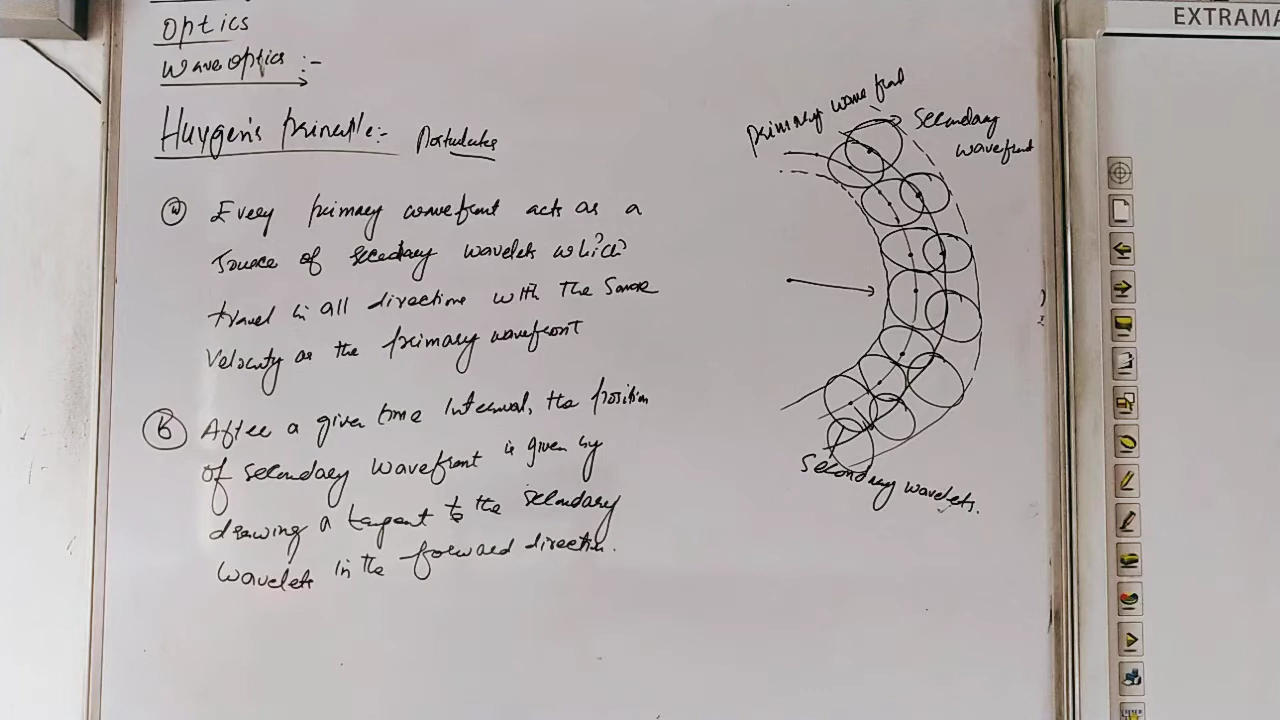 Optics
Wave optics :-
Huygen's Principle:- Postulates
(a) Every primary wavefront acts as a
source of secondary wavelets which
travel in all directions with the same
velocity as the primary wavefront
(b) After a given time interval, the position
of secondary wavefront is given by
drawing a tangent to the secondary
wavelets in the forward direction.
Primary wave front
Secondary
wavefront
Secondary wavelets.
EXTRAMA